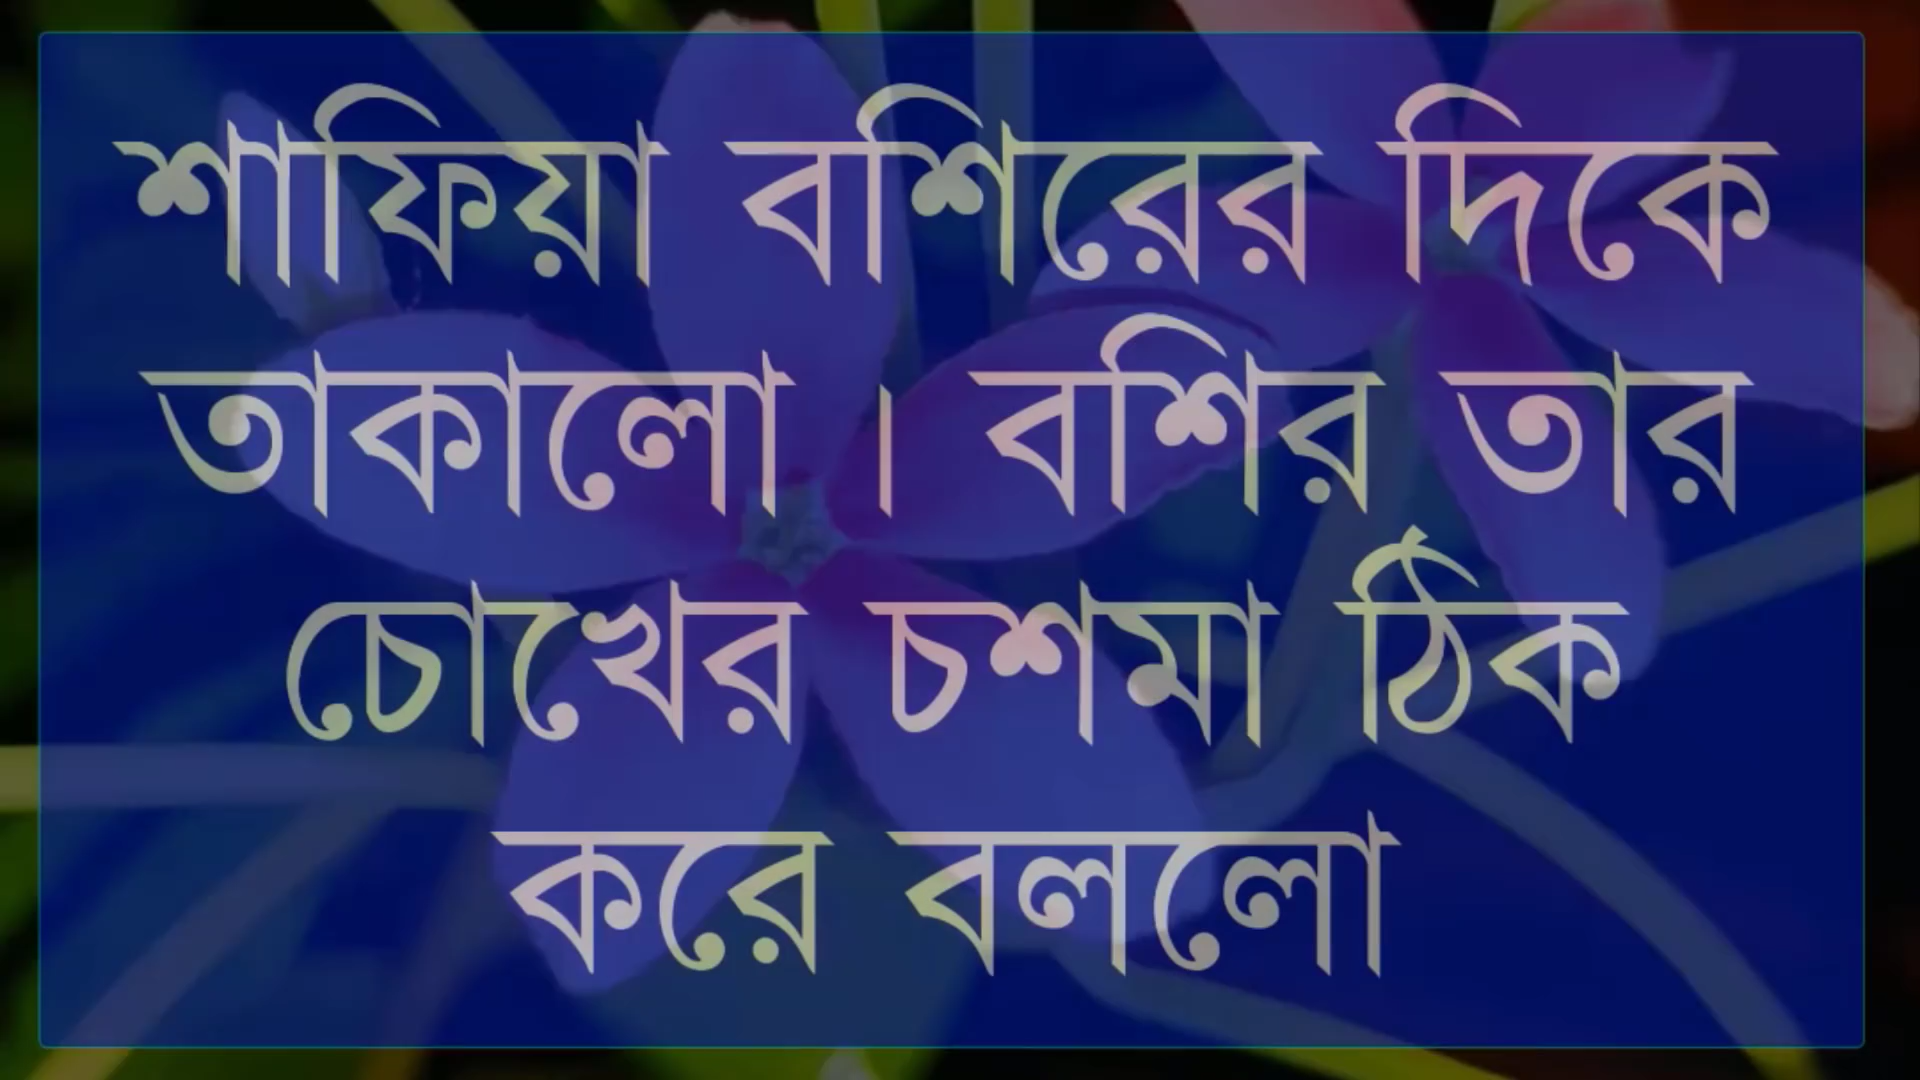 শাফিয়া বশিরের দিকে
তাকালো । বশির তার
চোখের চশমা ঠিক
করে বললো